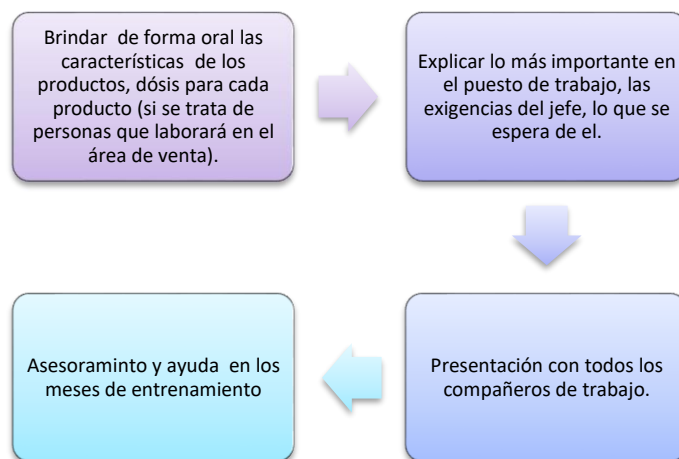 Brindar de forma oral las
características de los
productos, dósis para cada
producto (si se trata de
personas que laborará en el
área de venta).
Explicar lo más importante en
el puesto de trabajo, las
exigencias del jefe, lo que se
espera de el.
Presentación con todos los
compañeros de trabajo.
Asesoraminto y ayuda en los
meses de entrenamiento